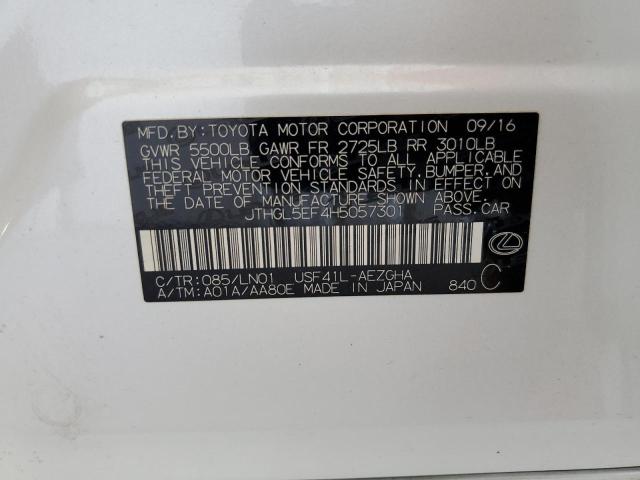 MFD.BY:TOYOTA MOTOR CORPORATION 09/16
GVWR 5500LB GAWR FR 2725LB RR 3010LB
THIS VEHICLE CONFORMS TO ALL APPLICABLE
FEDERAL MOTOR VEHICLE SAFETY, BUMPER, AND
THEFT PREVENTION STANDARDS IN EFFECT ON
THE DATE OF MANUFACTURE SHOWN ABOVE.
JTHGL5EF4H5057301 PASS.CAR
C/TR:085/LN01 USF41L-AEZGHA
A/TM:A01A/AA80E MADE IN JAPAN 840 C